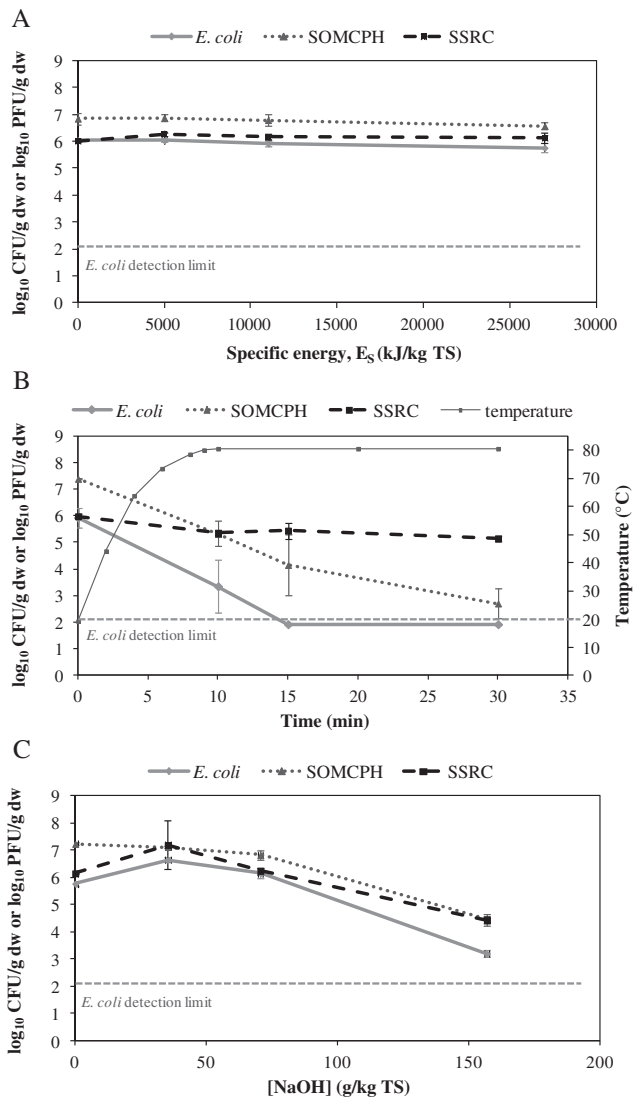 A
E. coli SOMCPH SSRC
log10 CFU/g dw or log10 PFU/g dw
9
8
7
6
5
4
3
2
1
0
E. coli detection limit
0 5000 10000 15000 20000 25000 30000
Specific energy, ES (kJ/kg TS)
B
E. coli SOMCPH SSRC temperature
log10 CFU/g dw or log10 PFU/g dw
9
8
7
6
5
4
3
2
1
0
E. coli detection limit
80
70
60
50
40
30
20
10
0
Temperature (°C)
0 5 10 15 20 25 30 35
Time (min)
C
E. coli SOMCPH SSRC
log10 CFU/g dw or log10 PFU/g dw
9
8
7
6
5
4
3
2
1
0
E. coli detection limit
0 50 100 150 200
[NaOH] (g/kg TS)